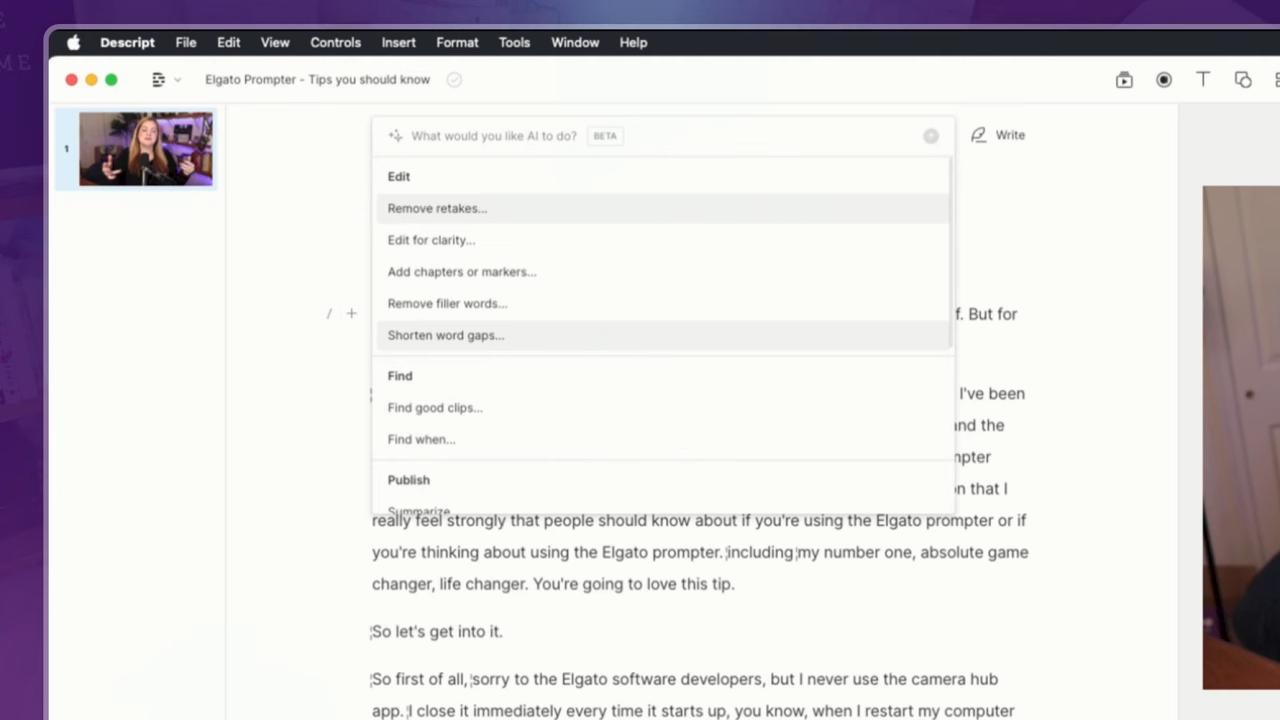 E
ME
Descript File Edit View Controls Insert Format Tools Window Help
Elgato Prompter - Tips you should know
1
What would you like AI to do? BETA
Write
Edit
Remove retakes...
Edit for clarity...
Add chapters or markers...
Remove filler words...
/ + f. But for
Shorten word gaps...
Find
I've been
Find good clips...
and the
Find when...
mpter
Publish
on that I
Summarize
really feel strongly that people should know about if you're using the Elgato prompter or if
you're thinking about using the Elgato prompter. including my number one, absolute game
changer, life changer. You're going to love this tip.
So let's get into it.
So first of all, sorry to the Elgato software developers, but I never use the camera hub
app. I close it immediately every time it starts up, you know, when I restart my computer